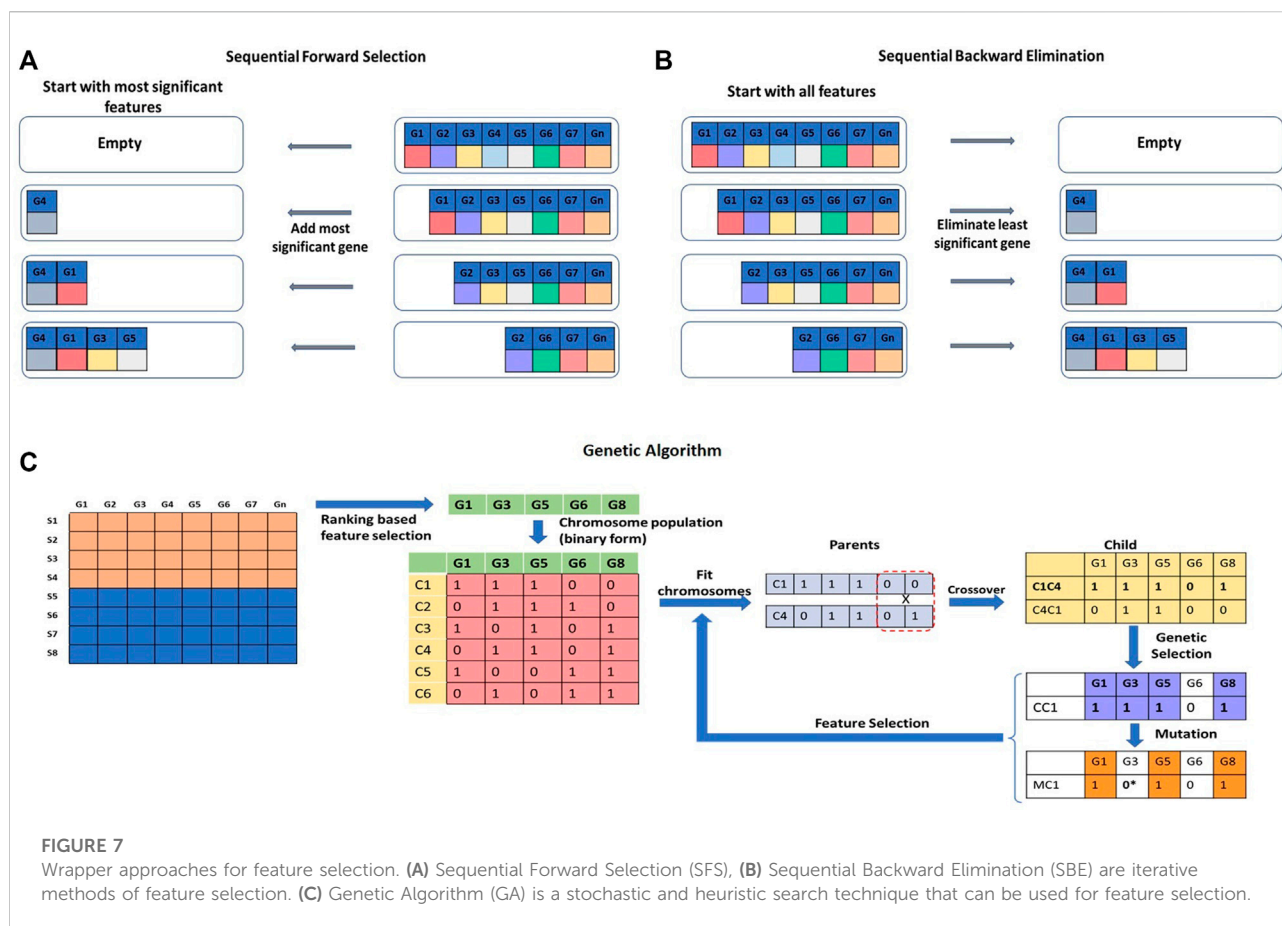 A
Sequential Forward Selection
Start with most significant
features
Empty
G1 G2 G3 G4 G5 G6 G7 Gn
G4
G1 G2 G3 G5 G6 G7 Gn
Add most
significant gene
G4 G1
G2 G3 G5 G6 G7 Gn
G4 G1 G3 G5
G2 G6 G7 Gn
B
Sequential Backward Elimination
Start with all features
G1 G2 G3 G4 G5 G6 G7 Gn
Empty
G1 G2 G3 G5 G6 G7 Gn
G4
Eliminate least
significant gene
G2 G3 G5 G6 G7 Gn
G4 G1
G2 G6 G7 Gn
G4 G1 G3 G5
C
Genetic Algorithm
G1 G2 G3 G4 G5 G6 G7 Gn
S1
S2
S3
S4
S5
S6
S7
S8
Ranking based
feature selection
G1 G3 G5 G6 G8
Chromosome population
(binary form)
G1 G3 G5 G6 G8
C1 1 1 1 0 0
C2 0 1 1 1 0
C3 1 0 1 0 1
C4 0 1 1 0 1
C5 1 0 0 1 1
C6 0 1 0 1 1
Fit
chromosomes
Parents
C1 1 1 1 0 0
X
C4 0 1 1 0 1
Crossover
Child
G1 G3 G5 G6 G8
C1C4 1 1 1 0 1
C4C1 0 1 1 0 0
Genetic
Selection
G1 G3 G5 G6 G8
CC1 1 1 1 0 1
Mutation
G1 G3 G5 G6 G8
MC1 1 0* 1 0 1
Feature Selection
FIGURE 7
Wrapper approaches for feature selection. (A) Sequential Forward Selection (SFS), (B) Sequential Backward Elimination (SBE) are iterative
methods of feature selection. (C) Genetic Algorithm (GA) is a stochastic and heuristic search technique that can be used for feature selection.